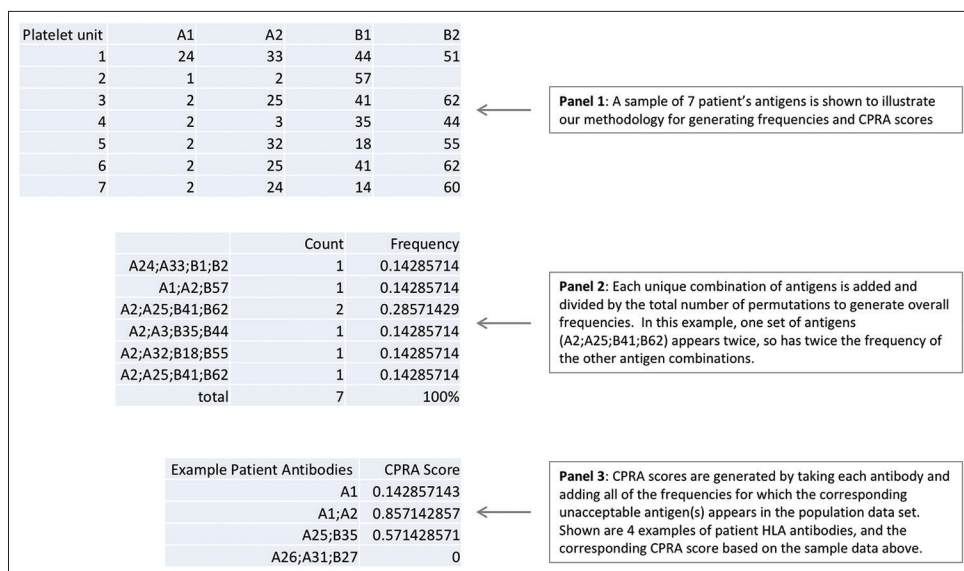 Platelet unit A1 A2 B1 B2
1 24 33 44 51
2 1 2 57
3 2 25 41 62
4 2 3 35 44
5 2 32 18 55
6 2 25 41 62
7 2 24 14 60
Panel 1: A sample of 7 patient's antigens is shown to illustrate
our methodology for generating frequencies and CPRA scores
Count Frequency
A24;A33;B1;B2 1 0.14285714
A1;A2;B57 1 0.14285714
A2;A25;B41;B62 2 0.28571429
A2;A3;B35;B44 1 0.14285714
A2;A32;B18;B55 1 0.14285714
A2;A25;B41;B62 1 0.14285714
total 7 100%
Panel 2: Each unique combination of antigens is added and
divided by the total number of permutations to generate overall
frequencies. In this example, one set of antigens
(A2;A25;B41;B62) appears twice, so has twice the frequency of
the other antigen combinations.
Example Patient Antibodies CPRA Score
A1 0.142857143
A1;A2 0.857142857
A25;B35 0.571428571
A26;A31;B27 0
Panel 3: CPRA scores are generated by taking each antibody and
adding all of the frequencies for which the corresponding
unacceptable antigen(s) appears in the population data set.
Shown are 4 examples of patient HLA antibodies, and the
corresponding CPRA score based on the sample data above.